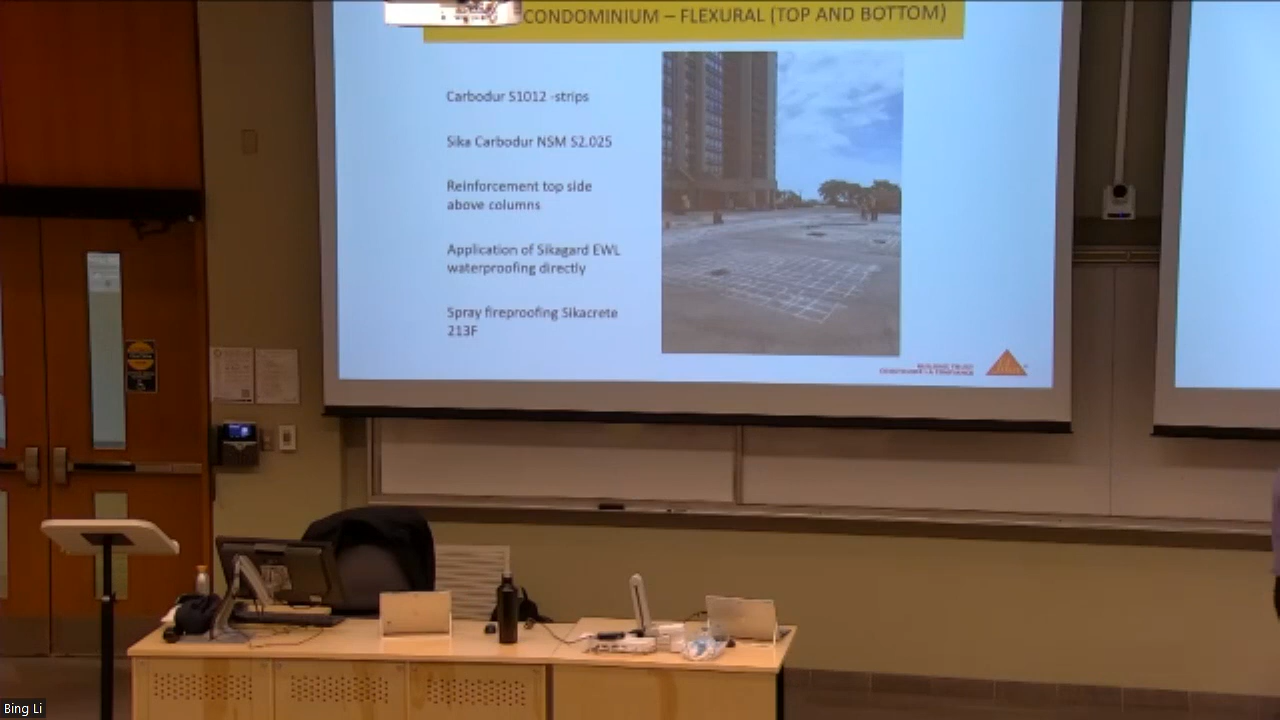 CONDOMINIUM – FLEXURAL (TOP AND BOTTOM)
Carbodur S1012 -strips
Sika Carbodur NSM S2.025
Reinforcement top side
above columns
Application of Sikagard EWL
waterproofing directly
Spray fireproofing Sikacrete
213F
BUILDING TRUST
Bing Li